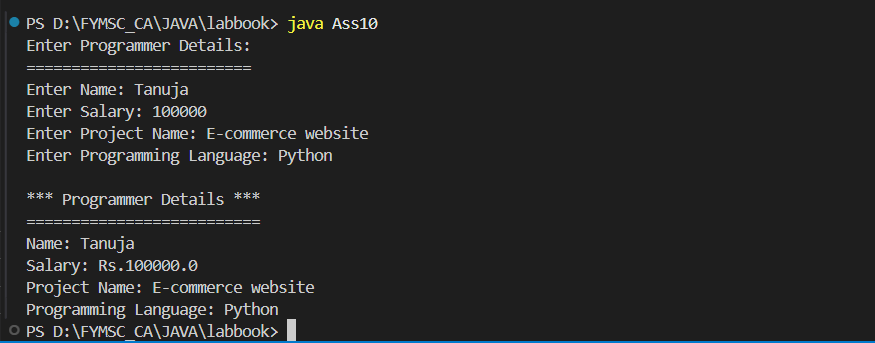 PS D:\FYMSC_CA\JAVA\labbook> java Ass10
Enter Programmer Details:
=========================
Enter Name: Tanuja
Enter Salary: 100000
Enter Project Name: E-commerce website
Enter Programming Language: Python

*** Programmer Details ***
==========================
Name: Tanuja
Salary: Rs.100000.0
Project Name: E-commerce website
Programming Language: Python
PS D:\FYMSC_CA\JAVA\labbook>